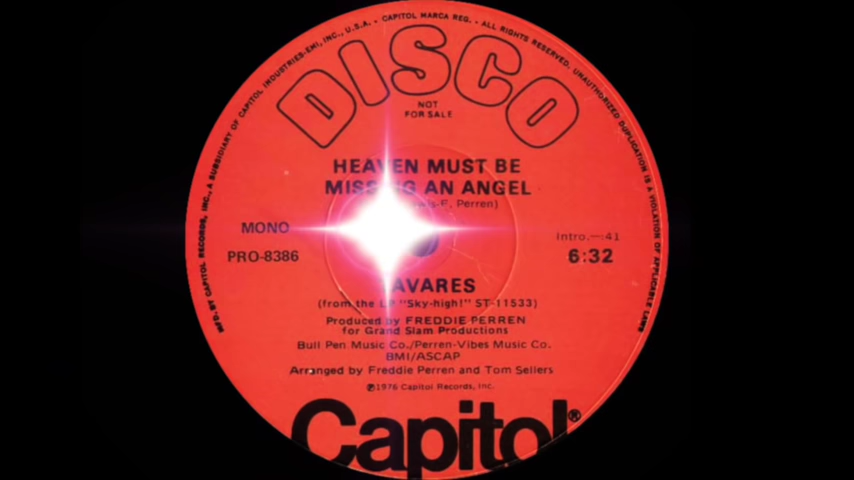 MFD. BY CAPITOL RECORDS, INC., A SUBSIDIARY OF CAPITOL INDUSTRIES-EMI, INC., U.S.A. • CAPITOL MARCA REG. • ALL RIGHTS RESERVED. UNAUTHORIZED DUPLICATION IS A VIOLATION OF APPLICABLE LAWS
DISCO
NOT
FOR SALE
HEAVEN MUST BE
AN ANGEL
E. Perren)
MONO
Intro.—:41
PRO-8386
6:32
AVARES
(from the LP "Sky-high!" ST-11533)
Produced by FREDDIE PERREN
for Grand Slam Productions
Bull Pen Music Co./Perren-Vibes Music Co.
BMI/ASCAP
Arranged by Freddie Perren and Tom Sellers
℗1976 Capitol Records, Inc.
Capitol®